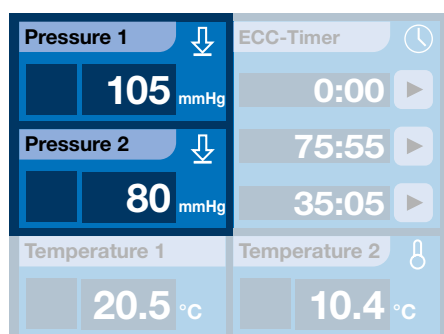 Pressure 1
105 mmHg
Pressure 2
80 mmHg
ECC-Timer
0:00
75:55
35:05
Temperature 1
20.5 °C
Temperature 2
10.4 °C